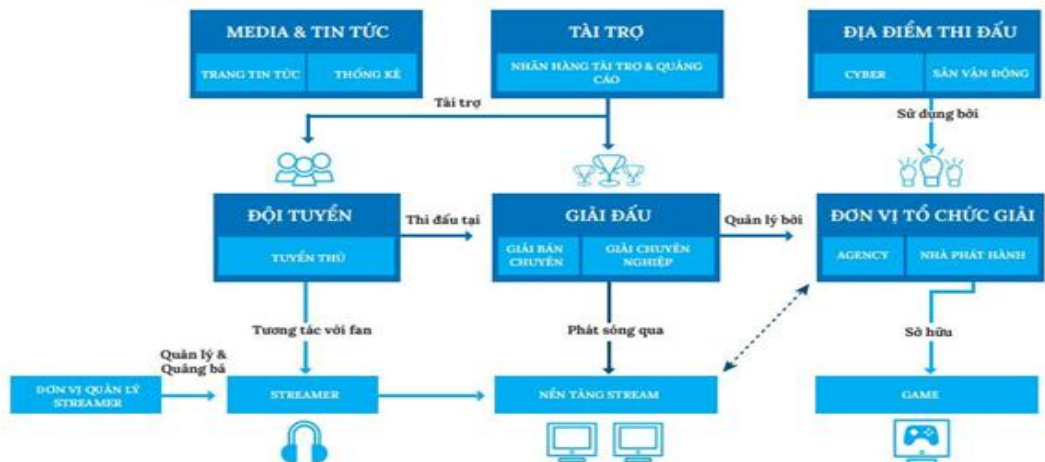 MEDIA & TIN TỨC
TRANG TIN TỨC
THỐNG KÊ
TÀI TRỢ
NHÃN HÀNG TÀI TRỢ & QUẢNG
CÁO
ĐỊA ĐIỂM THI ĐẤU
CYBER
SÂN VẬN ĐỘNG
Tài trợ
Sử dụng bởi
ĐỘI TUYỂN
TUYỂN THỦ
Thi đấu tại
GIẢI ĐẤU
GIẢI BÁN
CHUYÊN
GIẢI CHUYÊN
NGHIỆP
Quản lý bởi
ĐƠN VỊ TỔ CHỨC GIẢI
AGENCY
NHÀ PHÁT HÀNH
Tương tác với fan
Phát sóng qua
Sở hữu
Quản lý &
Quảng bá
ĐƠN VỊ QUẢN LÝ
STREAMER
STREAMER
NỀN TẢNG STREAM
GAME